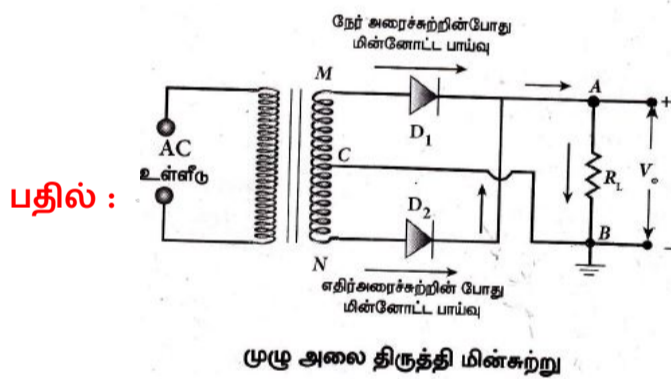 நேர் அரைச்சுற்றின்போது
மின்னோட்ட பாய்வு
M
A
+
D1
AC
உள்ளீடு
C
பதில் :
RL
Vo
D2
B
−
N
எதிர்அரைச்சுற்றின் போது
மின்னோட்ட பாய்வு
முழு அலை திருத்தி மின்சுற்று